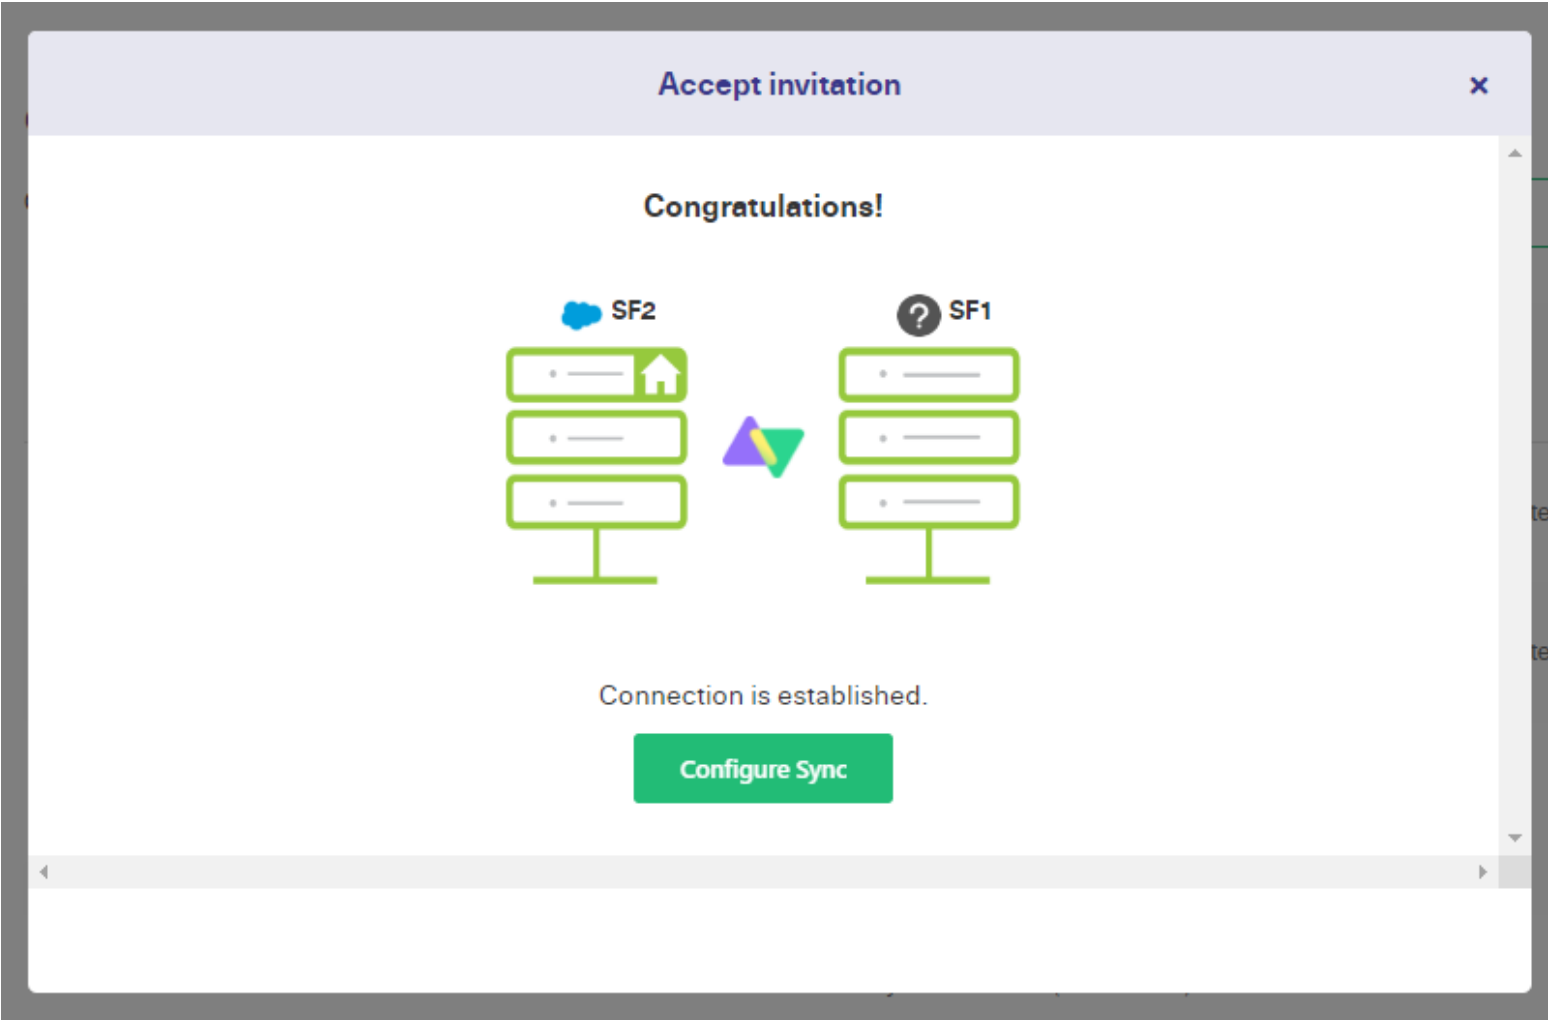 Accept invitation
Congratulations!
SF2
SF1
Connection is established.
Configure Sync